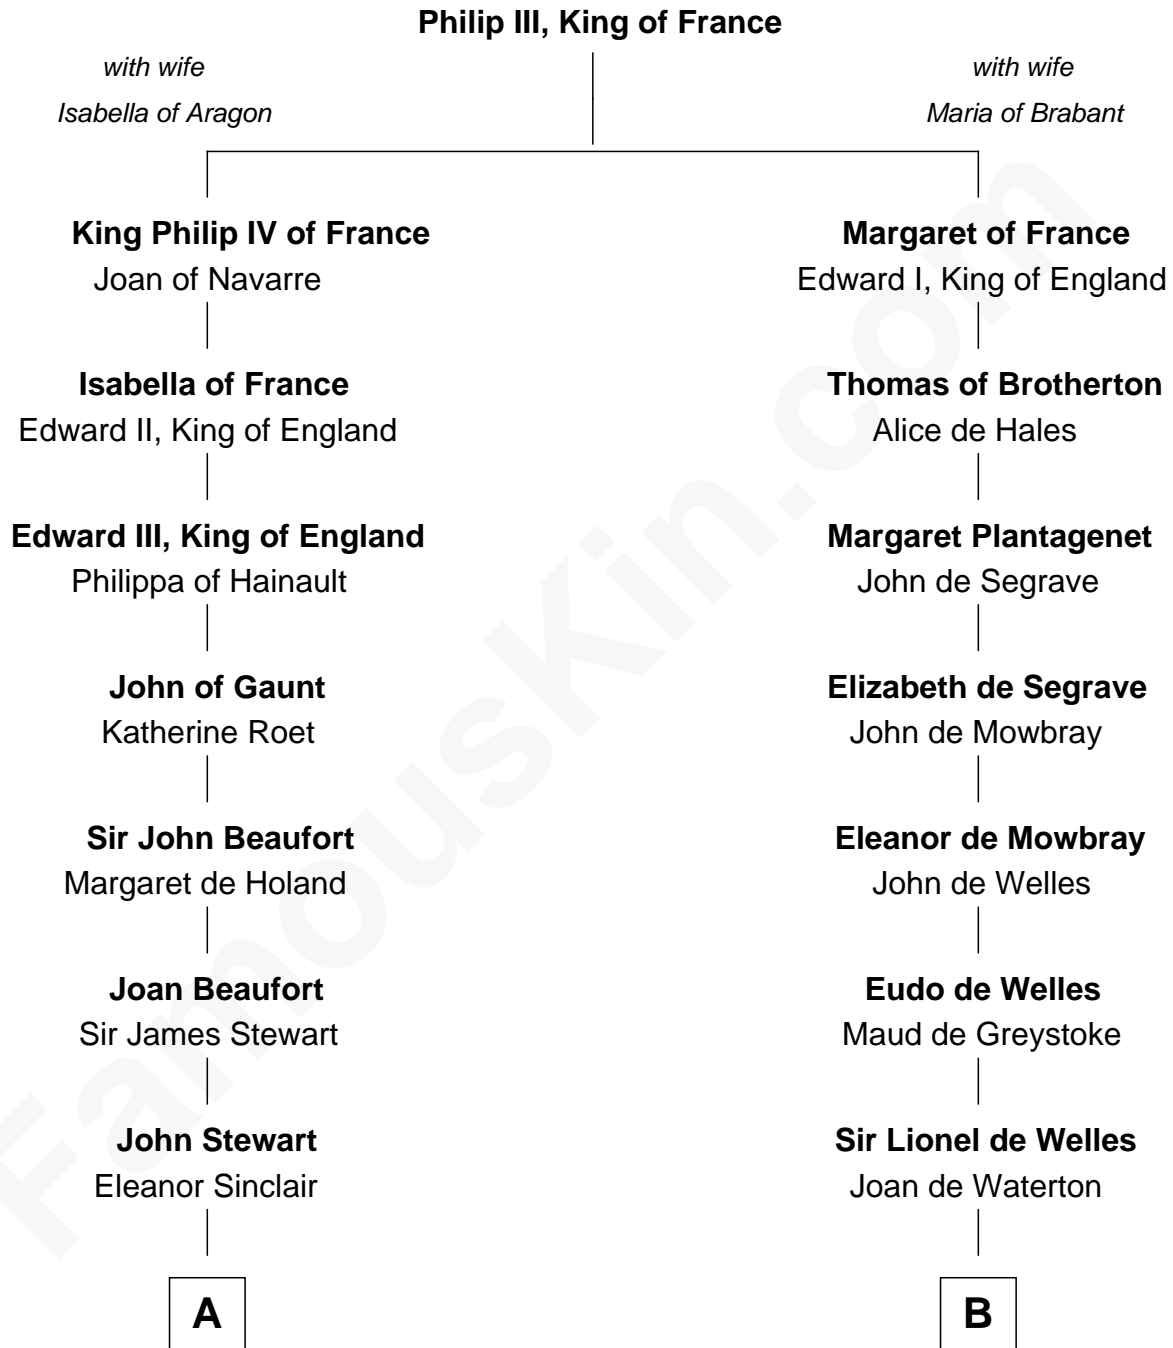 Philip III, King of France
with wife
Isabella of Aragon
with wife
Maria of Brabant
King Philip IV of France
Joan of Navarre
Margaret of France
Edward I, King of England
Isabella of France
Edward II, King of England
Thomas of Brotherton
Alice de Hales
Edward III, King of England
Philippa of Hainault
Margaret Plantagenet
John de Segrave
John of Gaunt
Katherine Roet
Elizabeth de Segrave
John de Mowbray
Sir John Beaufort
Margaret de Holand
Eleanor de Mowbray
John de Welles
Joan Beaufort
Sir James Stewart
Eudo de Welles
Maud de Greystoke
John Stewart
Eleanor Sinclair
Sir Lionel de Welles
Joan de Waterton
A
B
FamousKin.com